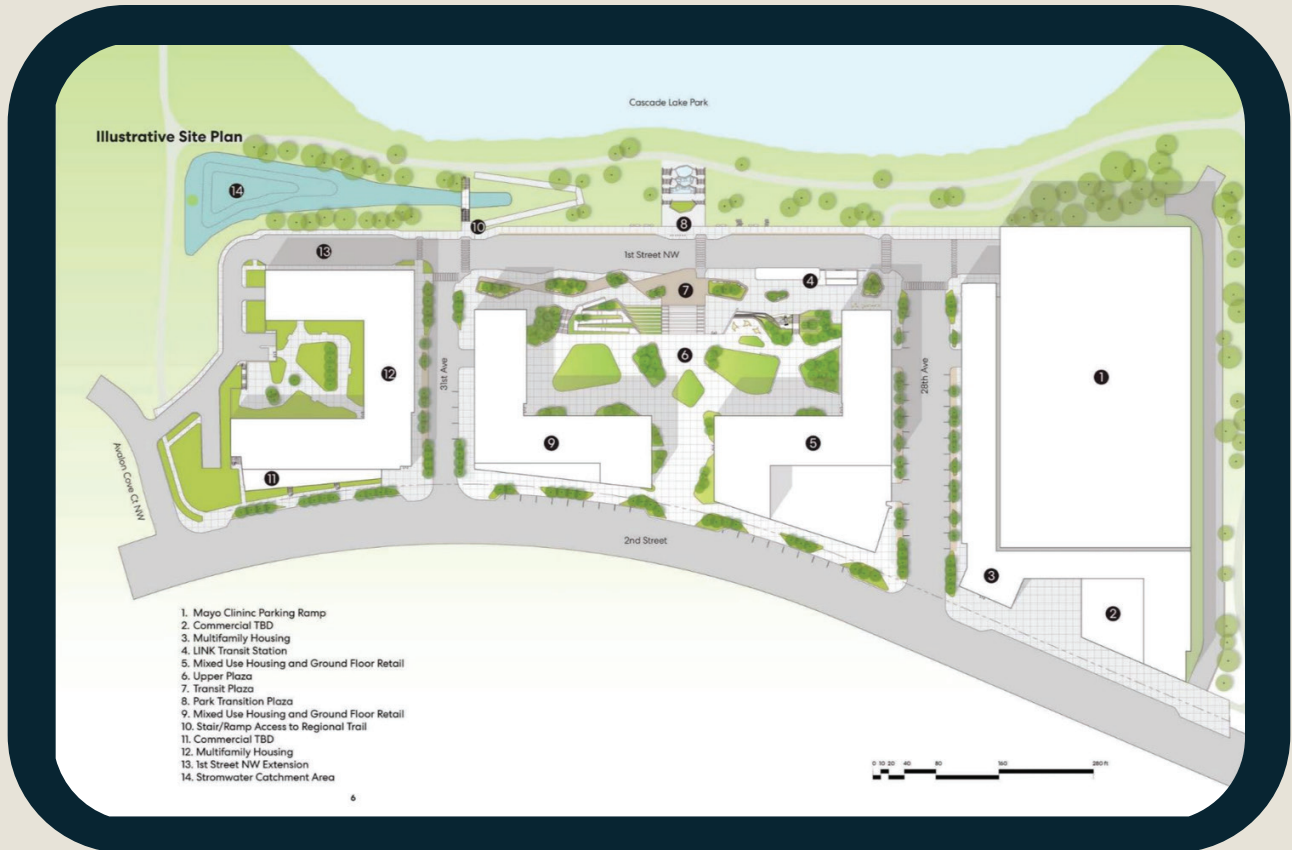 Cascade Lake Park
Illustrative Site Plan
14
10
8
13
1st Street NW
4
7
6
31st Ave
28th Ave
12
1
9
5
11
Avalon Cove Ct NW
2nd Street
3
2
1. Mayo Clininc Parking Ramp
2. Commercial TBD
3. Multifamily Housing
4. LINK Transit Station
5. Mixed Use Housing and Ground Floor Retail
6. Upper Plaza
7. Transit Plaza
8. Park Transition Plaza
9. Mixed Use Housing and Ground Floor Retail
10. Stair/Ramp Access to Regional Trail
11. Commercial TBD
12. Multifamily Housing
13. 1st Street NW Extension
14. Stromwater Catchment Area
0 10 20 40 80 160 280 ft
6